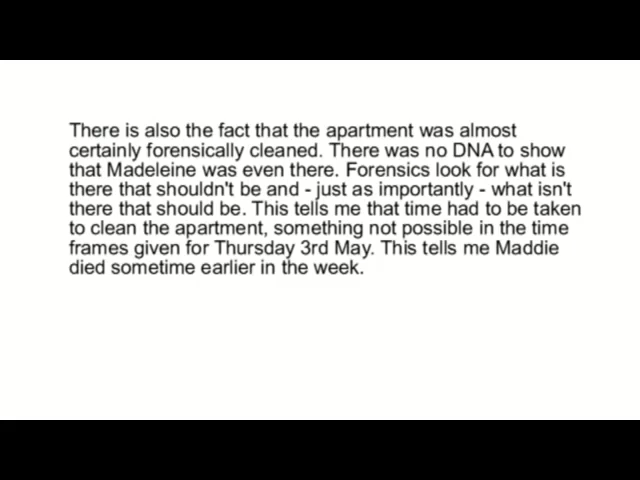 There is also the fact that the apartment was almost
certainly forensically cleaned. There was no DNA to show
that Madeleine was even there. Forensics look for what is
there that shouldn't be and - just as importantly - what isn't
there that should be. This tells me that time had to be taken
to clean the apartment, something not possible in the time
frames given for Thursday 3rd May. This tells me Maddie
died sometime earlier in the week.